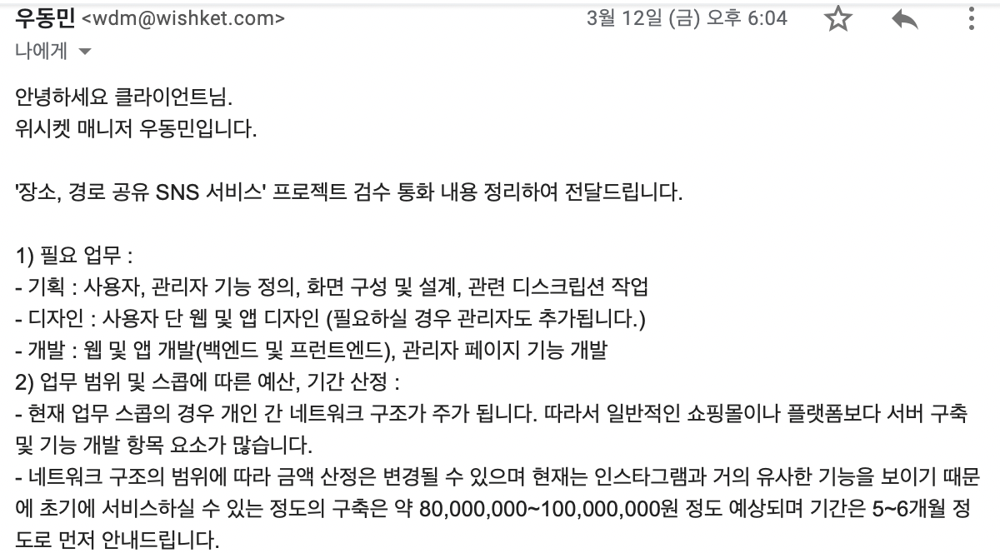 우동민 <wdm@wishket.com> 3월 12일 (금) 오후 6:04
나에게
안녕하세요 클라이언트님.
위시켓 매니저 우동민입니다.
'장소, 경로 공유 SNS 서비스' 프로젝트 검수 통화 내용 정리하여 전달드립니다.
1) 필요 업무 :
- 기획 : 사용자, 관리자 기능 정의, 화면 구성 및 설계, 관련 디스크립션 작업
- 디자인 : 사용자 단 웹 및 앱 디자인 (필요하실 경우 관리자도 추가됩니다.)
- 개발 : 웹 및 앱 개발(백엔드 및 프런트엔드), 관리자 페이지 기능 개발
2) 업무 범위 및 스콥에 따른 예산, 기간 산정 :
- 현재 업무 스콥의 경우 개인 간 네트워크 구조가 주가 됩니다. 따라서 일반적인 쇼핑몰이나 플랫폼보다 서버 구축
및 기능 개발 항목 요소가 많습니다.
- 네트워크 구조의 범위에 따라 금액 산정은 변경될 수 있으며 현재는 인스타그램과 거의 유사한 기능을 보이기 때문
에 초기에 서비스하실 수 있는 정도의 구축은 약 80,000,000~100,000,000원 정도 예상되며 기간은 5~6개월 정
도로 먼저 안내드립니다.